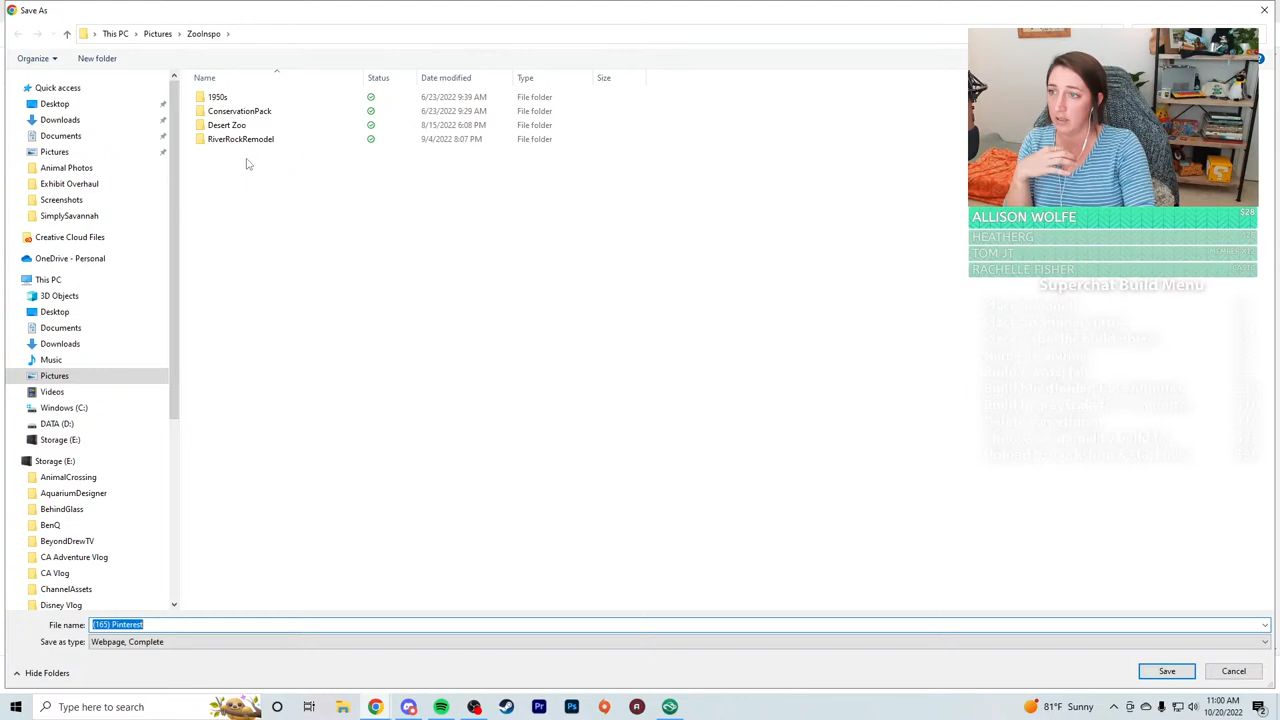 Save As
This PC > Pictures > ZooInspo >
Organize
New folder
Name
Status
Date modified
Type
Size
Quick access
Desktop
Downloads
Documents
Pictures
Animal Photos
Exhibit Overhaul
Screenshots
SimplySavannah
Creative Cloud Files
OneDrive - Personal
This PC
3D Objects
Desktop
Documents
Downloads
Music
Pictures
Videos
Windows (C:)
DATA (D:)
Storage (E:)
Storage (E:)
AnimalCrossing
AquariumDesigner
BehindGlass
BenQ
BeyondDrewTV
CA Adventure Vlog
CA Vlog
ChannelAssets
Disney Vlog
1950s 6/23/2022 9:39 AM File folder
ConservationPack 6/23/2022 9:29 AM File folder
Desert Zoo 8/15/2022 6:08 PM File folder
RiverRockRemodel 9/4/2022 8:07 PM File folder
ALLISON WOLFE $28
HEATHERG
TOM JT
RACHELLE FISHER
Superchat Build Menu
File name: (165) Pinterest
Save as type: Webpage, Complete
Hide Folders
Save
Cancel
Type here to search
81°F Sunny
11:00 AM
10/20/2022